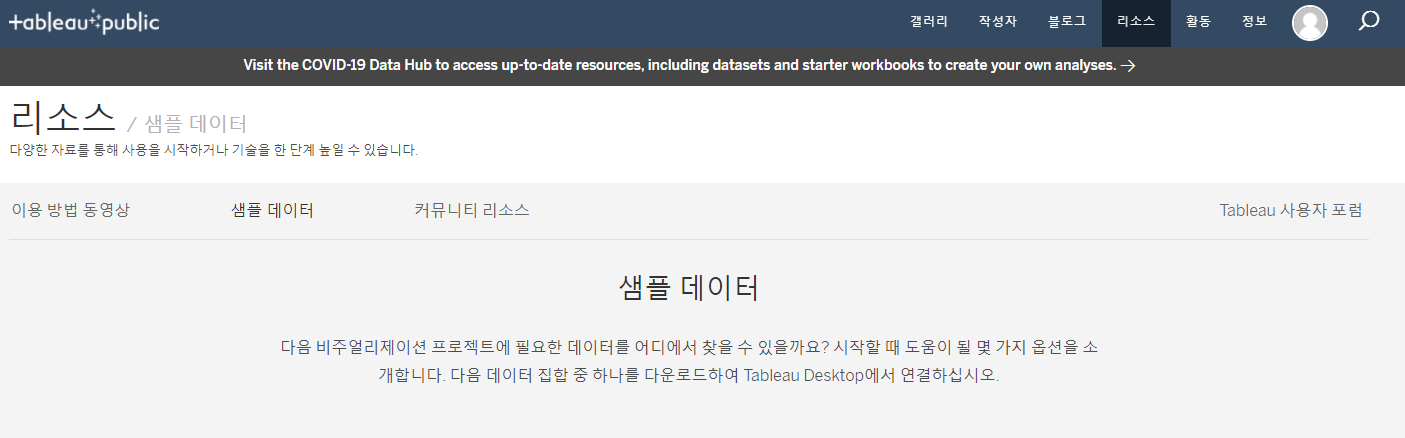 tableau public
갤러리 작성자 블로그 리소스 활동 정보
Visit the COVID-19 Data Hub to access up-to-date resources, including datasets and starter workbooks to create your own analyses. →
리소스 / 샘플 데이터
다양한 자료를 통해 사용을 시작하거나 기술을 한 단계 높일 수 있습니다.
이용 방법 동영상 샘플 데이터 커뮤니티 리소스 Tableau 사용자 포럼
샘플 데이터
다음 비주얼리제이션 프로젝트에 필요한 데이터를 어디에서 찾을 수 있을까요? 시작할 때 도움이 될 몇 가지 옵션을 소
개합니다. 다음 데이터 집합 중 하나를 다운로드하여 Tableau Desktop에서 연결하십시오.